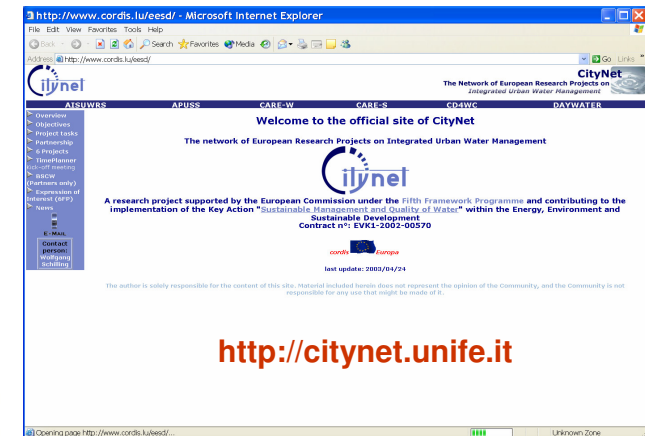 http://www.cordis.lu/eesd/ - Microsoft Internet Explorer
File Edit View Favorites Tools Help
Back Search Favorites Media
Address http://www.cordis.lu/eesd/ Go Links »
Citynet
CityNet
The Network of European Research Projects on
Integrated Urban Water Management
AISUWRS APUSS CARE-W CARE-S CD4WC DAYWATER
Overview
Objectives
Project tasks
Partnership
6 Projects
TimePlanner
kick-off meeting
BSCW
(Partners only)
Expression of
Interest (6FP)
News
E-MAIL
Contact
person:
Wolfgang
Schilling
Welcome to the official site of CityNet
The network of European Research Projects on Integrated Urban Water Management
Citynet
A research project supported by the European Commission under the Fifth Framework Programme and contributing to the
implementation of the Key Action "Sustainable Management and Quality of Water" within the Energy, Environment and
Sustainable Development
Contract n°: EVK1-2002-00570
cordis Europa
last update: 2003/04/24
The author is solely responsible for the content of this site. Material included herein does not represent the opinion of the Community, and the Community is not
responsible for any use that might be made of it.
http://citynet.unife.it
Opening page http://www.cordis.lu/eesd/... Unknown Zone